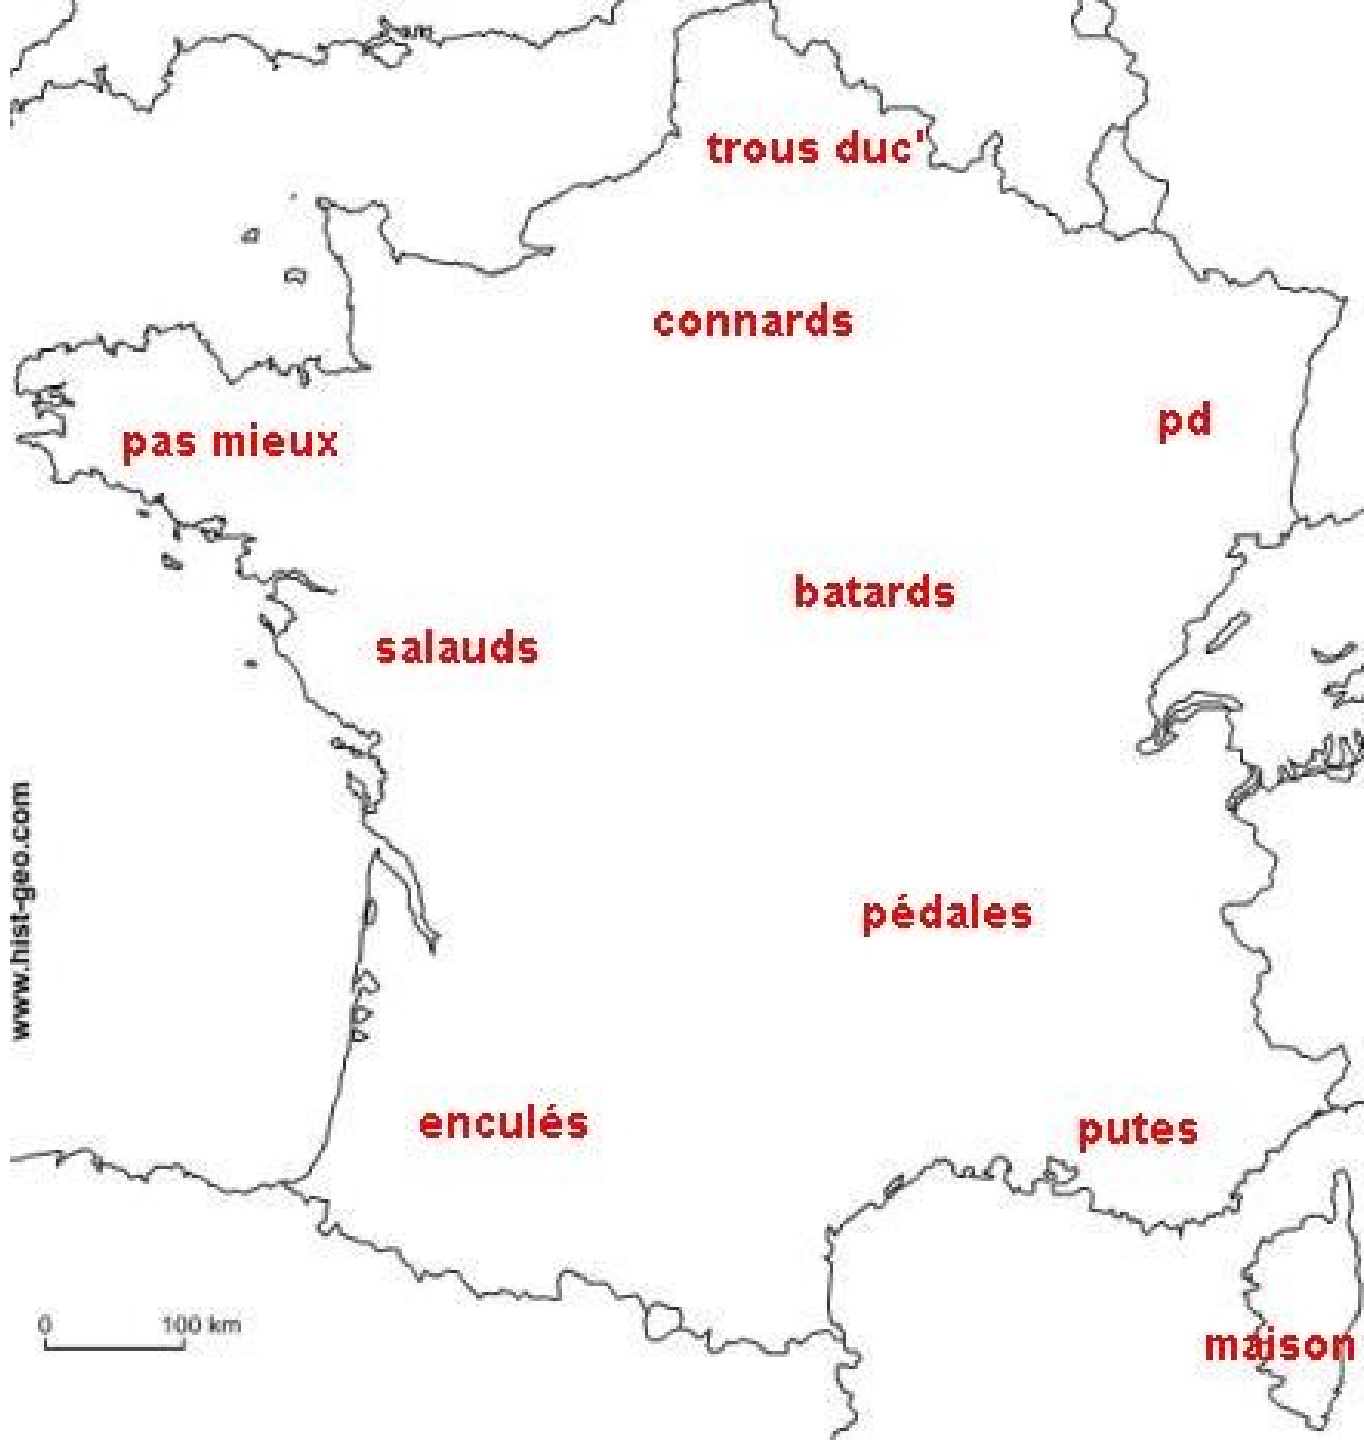 trous duc'
connards
pd
pas mieux
batards
salauds
www.hist-geo.com
pédales
enculés
putes
0 100 km
maison